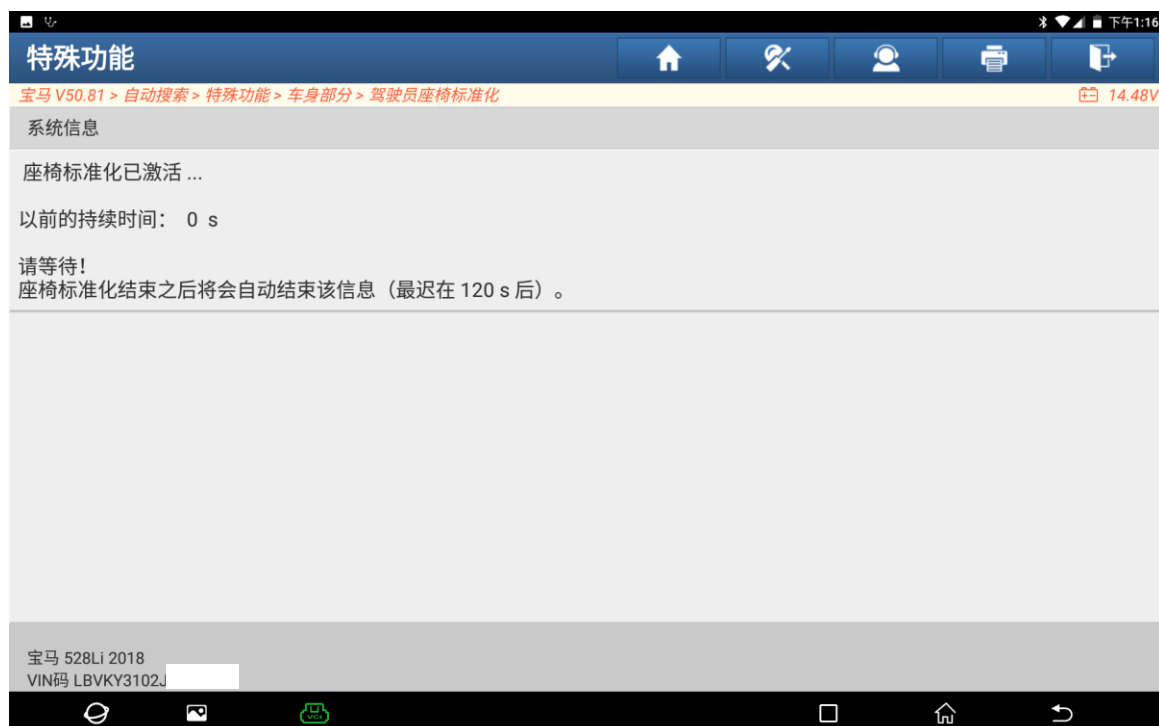 下午1:16
特殊功能
宝马 V50.81 > 自动搜索 > 特殊功能 > 车身部分 > 驾驶员座椅标准化
14.48V
系统信息
座椅标准化已激活 ...
以前的持续时间： 0 s
请等待！
座椅标准化结束之后将会自动结束该信息（最迟在 120 s 后）。
宝马 528Li 2018
VIN码 LBVKY3102J
VCI